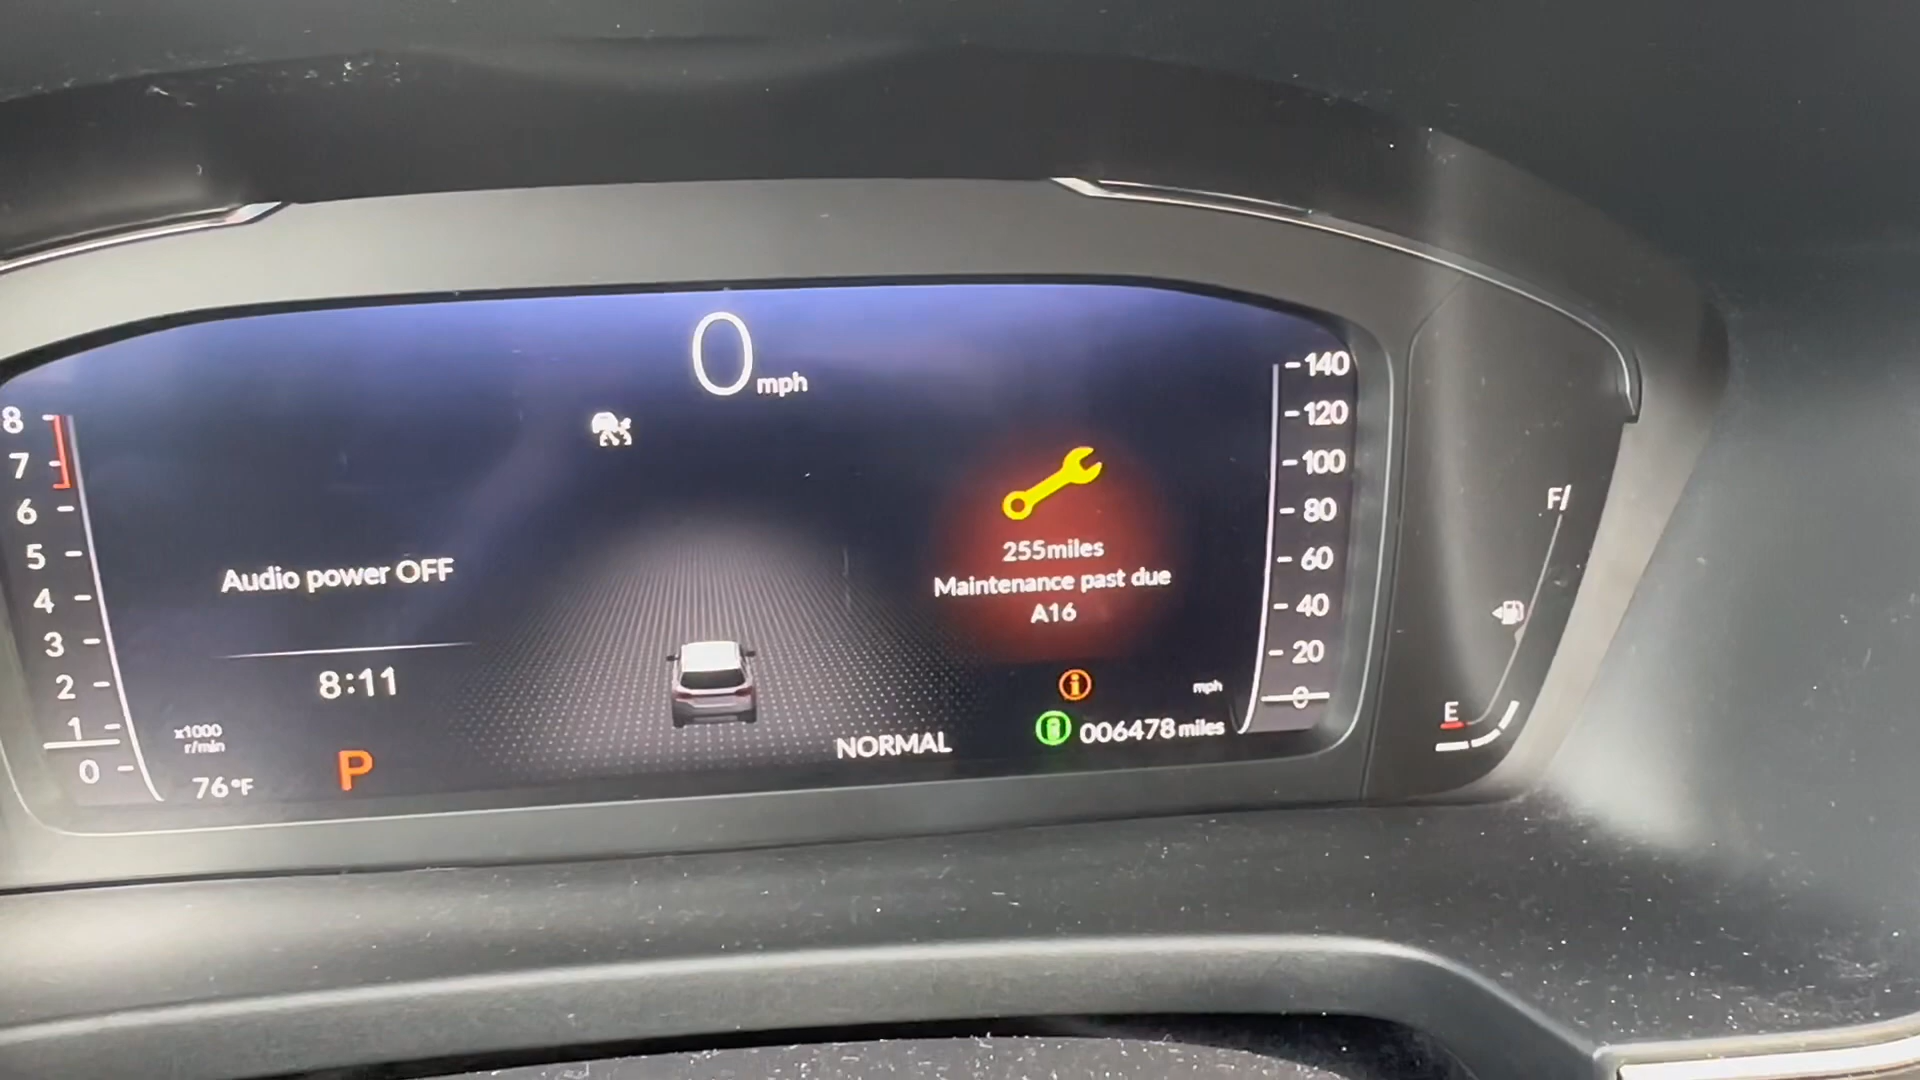 0 mph
8
7
6
5
4
3
2
1
0
x1000
r/min
76°F
Audio power OFF
8:11
P
NORMAL
255miles
Maintenance past due
A16
i
006478 miles
mph
140
120
100
80
60
40
20
0
F
E